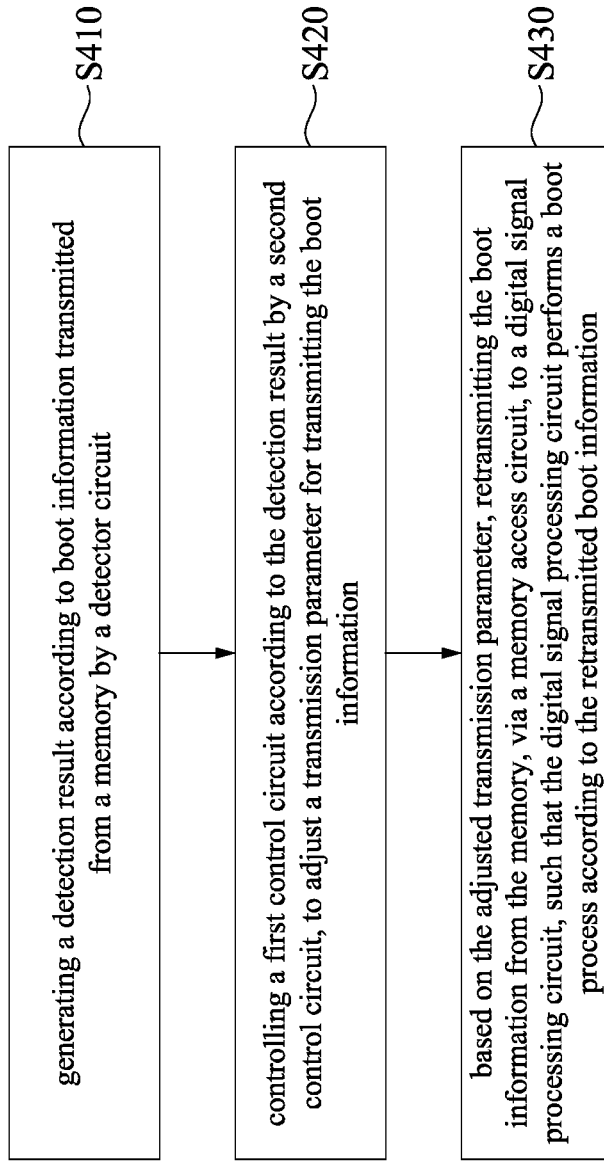 generating a detection result according to boot information transmitted
from a memory by a detector circuit
S410
controlling a first control circuit according to the detection result by a second
control circuit, to adjust a transmission parameter for transmitting the boot
information
S420
based on the adjusted transmission parameter, retransmitting the boot
information from the memory, via a memory access circuit, to a digital signal
processing circuit, such that the digital signal processing circuit performs a boot
process according to the retransmitted boot information
S430